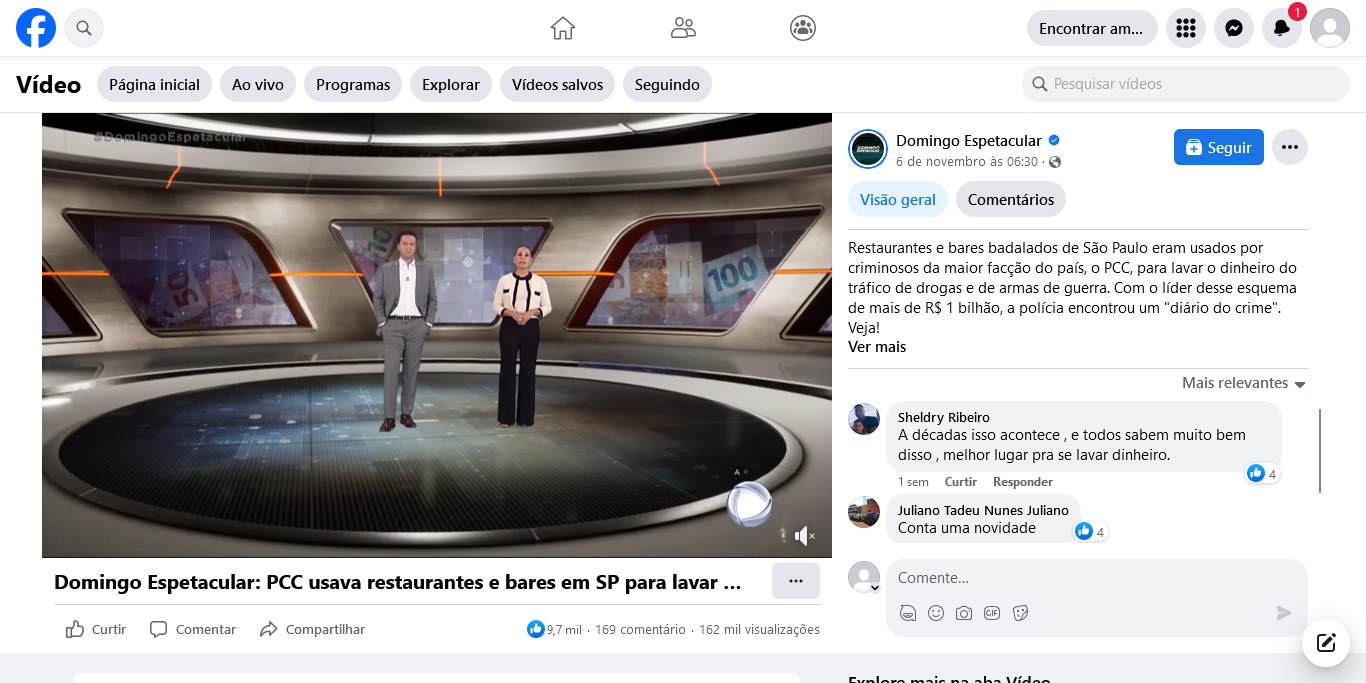 1
Encontrar am...
Vídeo
Página inicial
Ao vivo
Programas
Explorar
Vídeos salvos
Seguindo
Pesquisar vídeos
#DomingoEspetacular
50
100
Domingo Espetacular: PCC usava restaurantes e bares em SP para lavar ...
Curtir
Comentar
Compartilhar
9,7 mil · 169 comentário · 162 mil visualizações
DOMINGO
ESPETACULAR
Domingo Espetacular
6 de novembro às 06:30 ·
Seguir
Visão geral
Comentários
Restaurantes e bares badalados de São Paulo eram usados por
criminosos da maior facção do país, o PCC, para lavar o dinheiro do
tráfico de drogas e de armas de guerra. Com o líder desse esquema
de mais de R$ 1 bilhão, a polícia encontrou um "diário do crime".
Veja!
Ver mais
Mais relevantes
Sheldry Ribeiro
A décadas isso acontece , e todos sabem muito bem
disso , melhor lugar pra se lavar dinheiro.
4
1 sem Curtir Responder
Juliano Tadeu Nunes Juliano
Conta uma novidade
4
Comente...
GIF
Explore mais na aba Vídeo